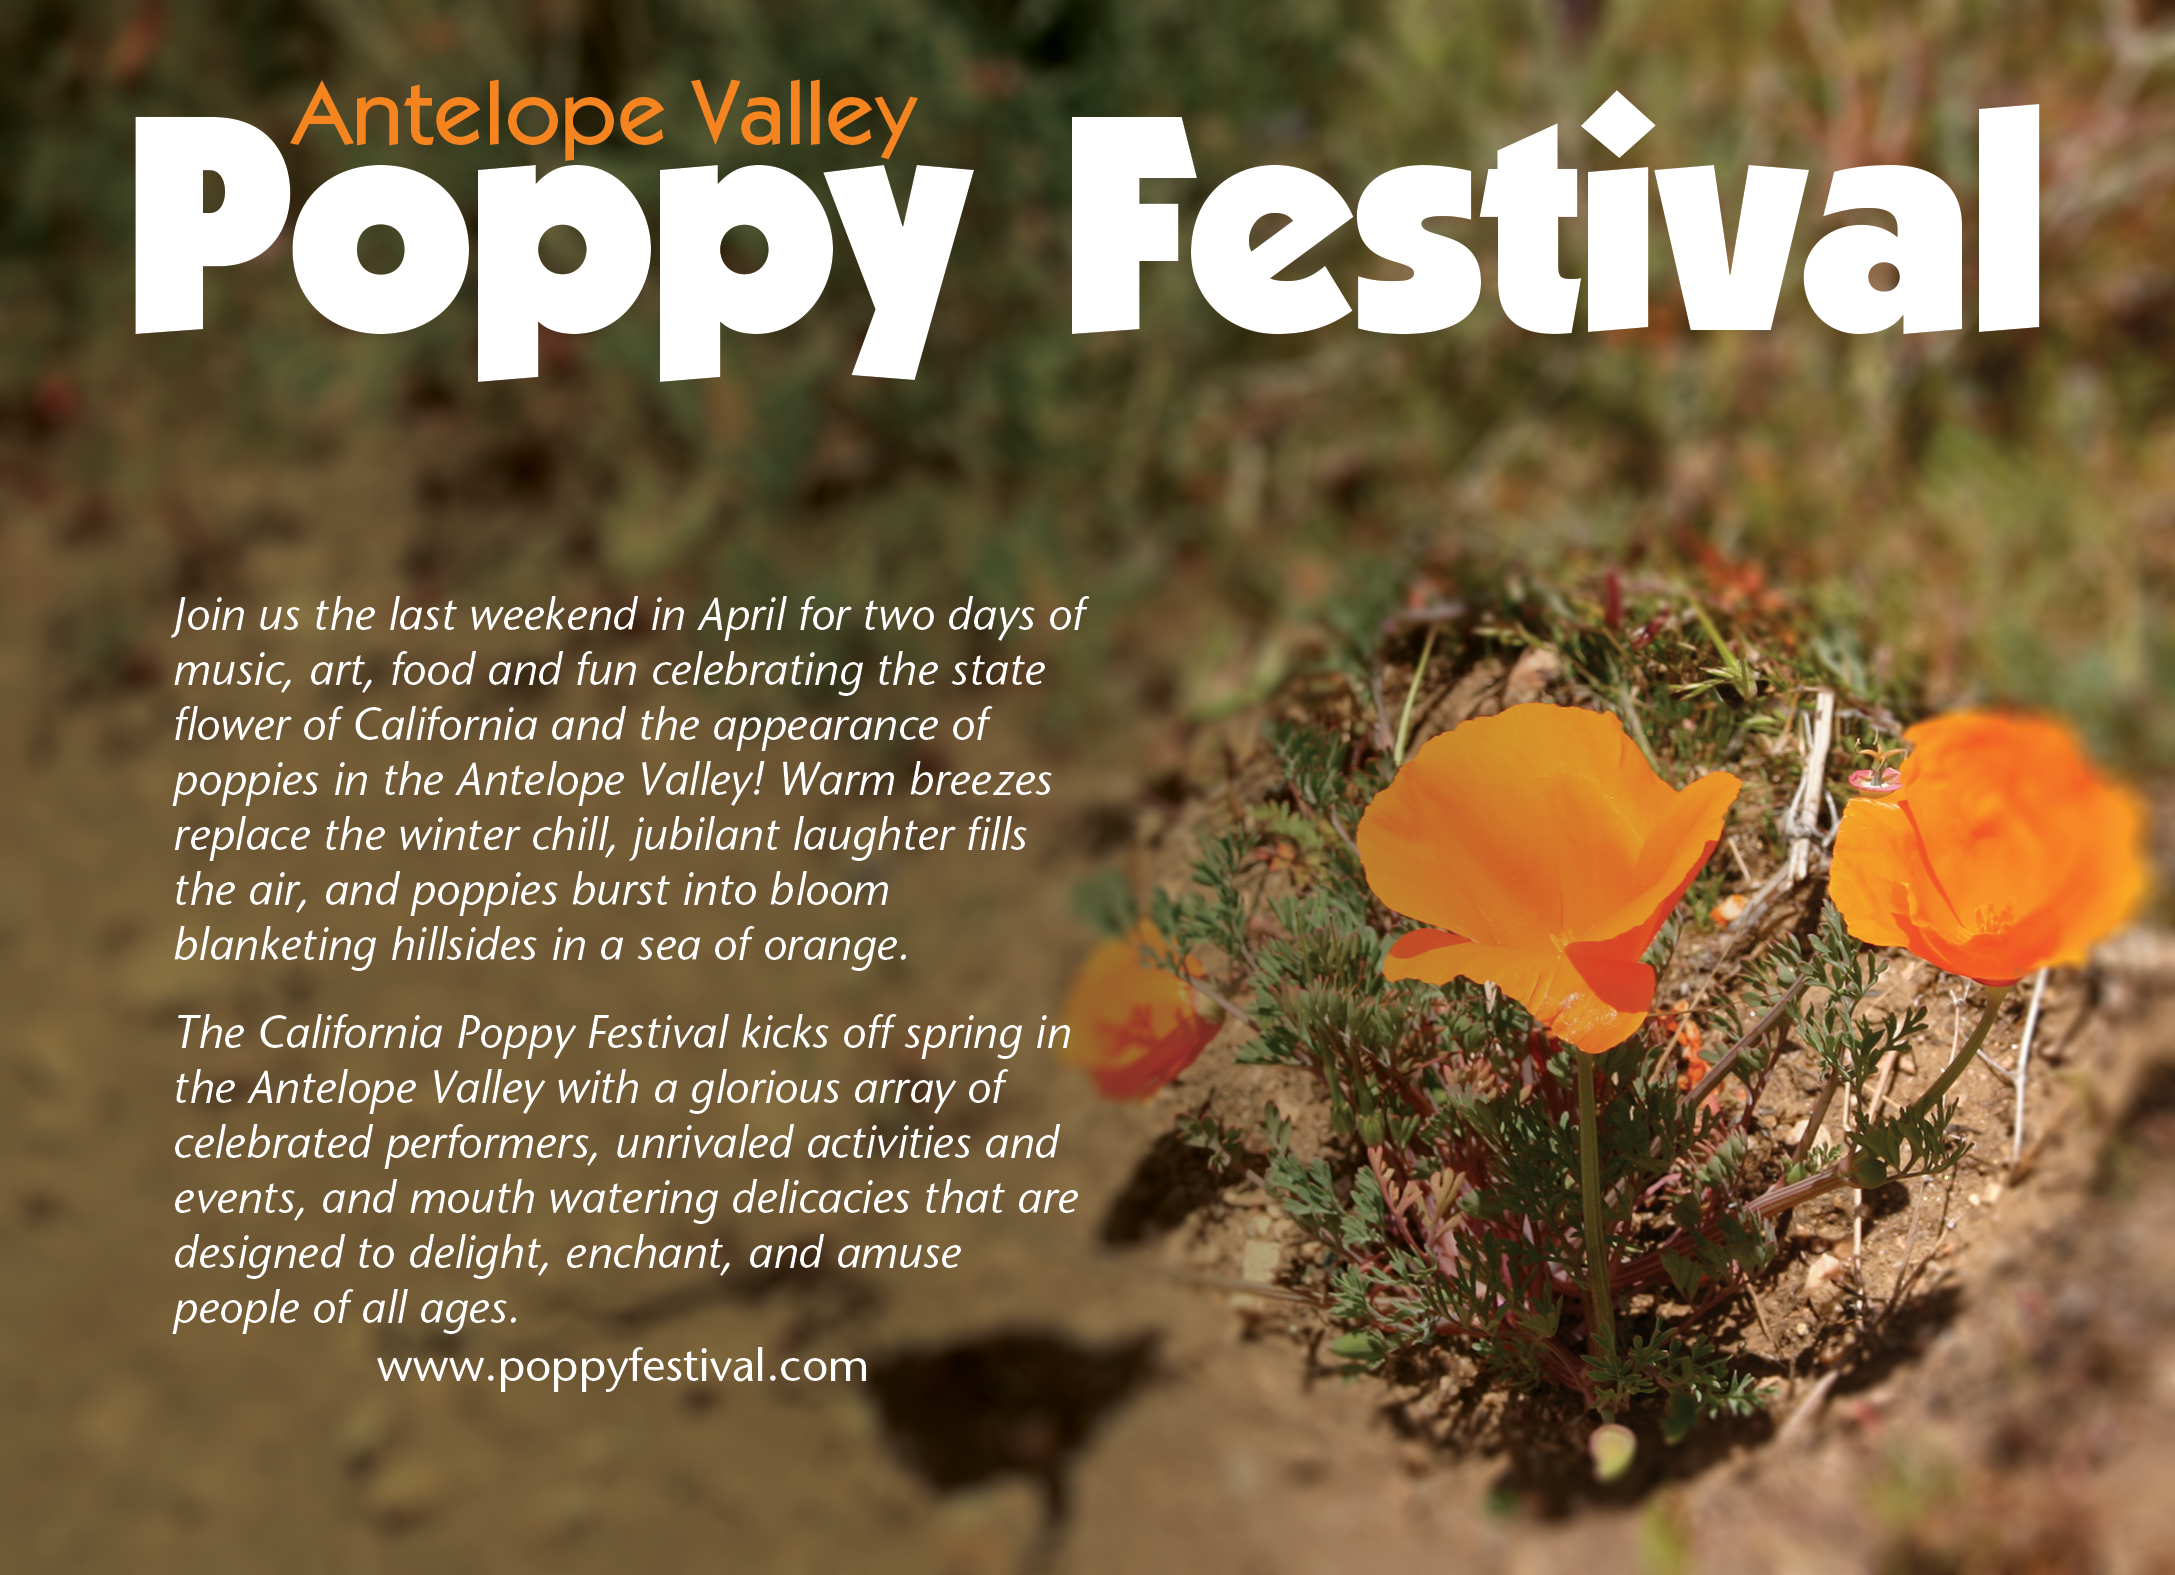 Antelope Valley
Poppy Festival
Join us the last weekend in April for two days of
music, art, food and fun celebrating the state
flower of California and the appearance of
poppies in the Antelope Valley! Warm breezes
replace the winter chill, jubilant laughter fills
the air, and poppies burst into bloom
blanketing hillsides in a sea of orange.
The California Poppy Festival kicks off spring in
the Antelope Valley with a glorious array of
celebrated performers, unrivaled activities and
events, and mouth watering delicacies that are
designed to delight, enchant, and amuse
people of all ages.
www.poppyfestival.com